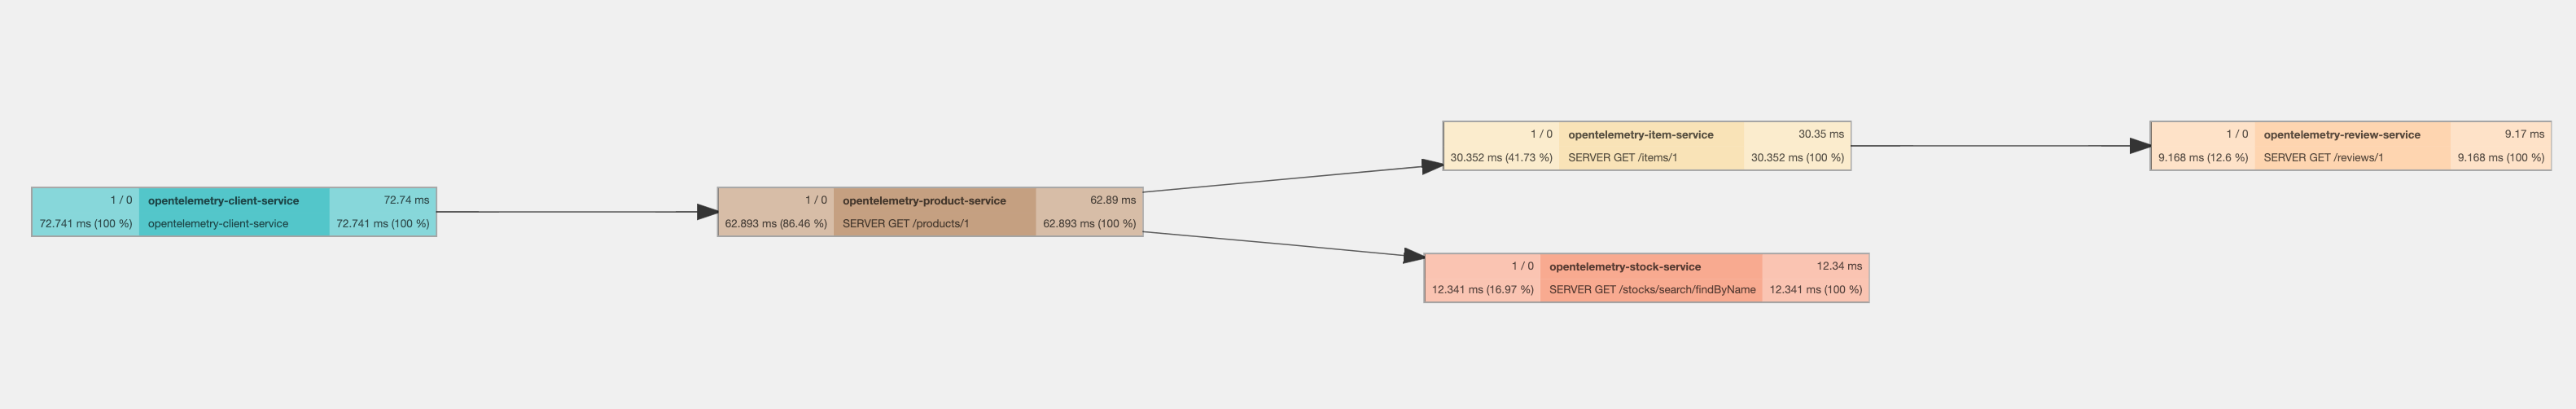 1 / 0 opentelemetry-client-service 72.74 ms
72.741 ms (100 %) opentelemetry-client-service 72.741 ms (100 %)
1 / 0 opentelemetry-product-service 62.89 ms
62.893 ms (86.46 %) SERVER GET /products/1 62.893 ms (100 %)
1 / 0 opentelemetry-item-service 30.35 ms
30.352 ms (41.73 %) SERVER GET /items/1 30.352 ms (100 %)
1 / 0 opentelemetry-stock-service 12.34 ms
12.341 ms (16.97 %) SERVER GET /stocks/search/findByName 12.341 ms (100 %)
1 / 0 opentelemetry-review-service 9.17 ms
9.168 ms (12.6 %) SERVER GET /reviews/1 9.168 ms (100 %)